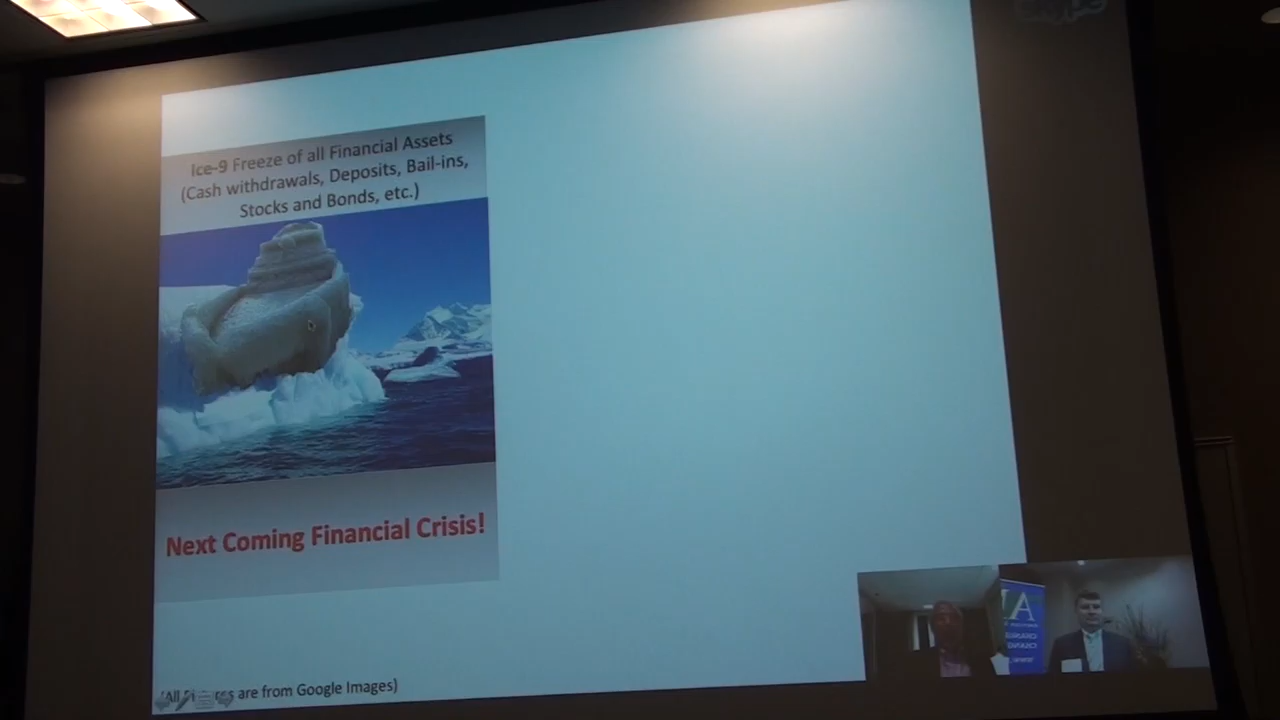 Ice-9 Freeze of all Financial Assets
(Cash withdrawals, Deposits, Bail-ins,
Stocks and Bonds, etc.)
Next Coming Financial Crisis!
(All Pictures are from Google Images)